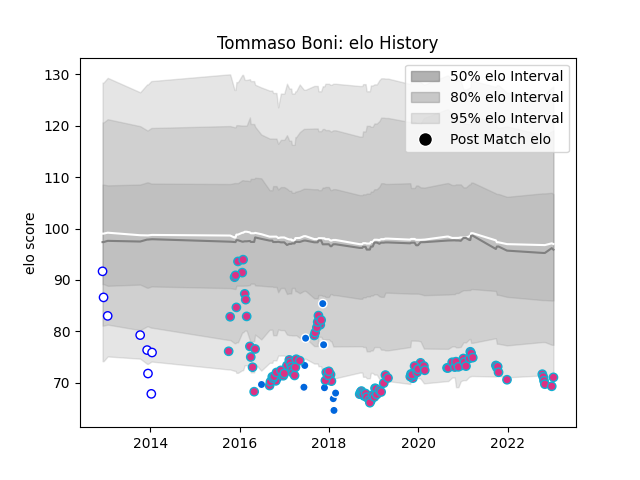 Tommaso Boni: elo History
50% elo Interval
80% elo Interval
95% elo Interval
Post Match elo
elo score
130
120
110
100
90
80
70
2014
2016
2018
2020
2022